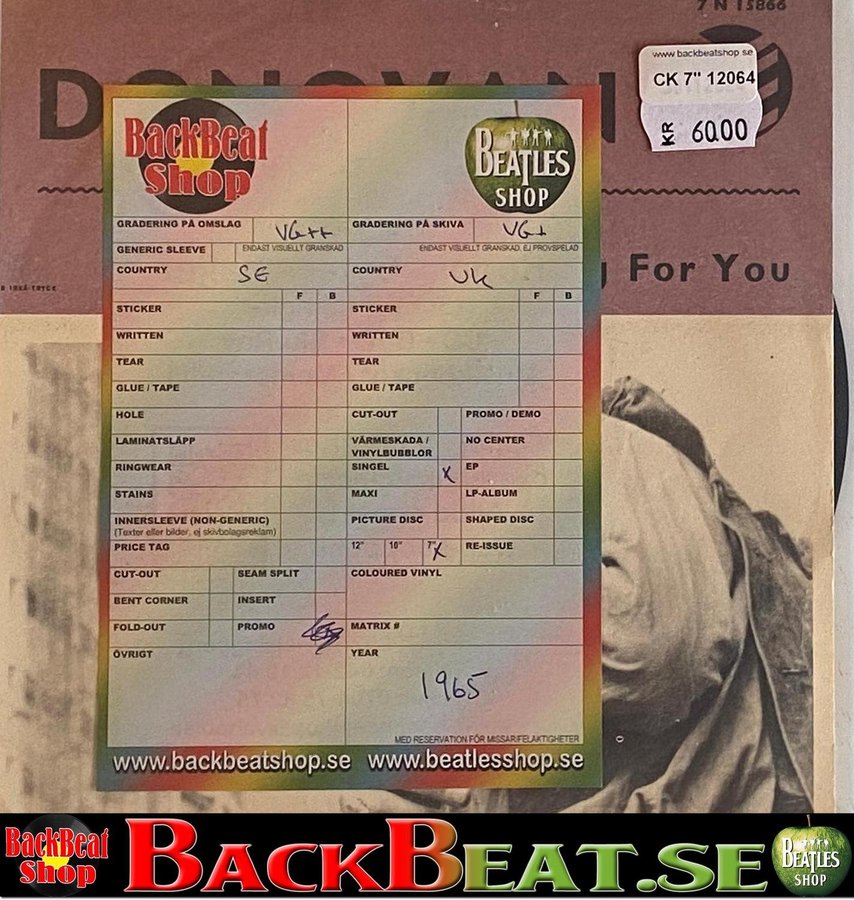 7 N 15866
DONOVAN
www.backbeatshop.se
CK 7" 12064
KR 60.00
For You
BackBeat Shop
BEATLES SHOP
GRADERING PÅ OMSLAG VG++ GRADERING PÅ SKIVA VG+
GENERIC SLEEVE ENDAST VISUELLT GRANSKAD ENDAST VISUELLT GRANSKAD, EJ PROVSPELAD
COUNTRY SE COUNTRY UK
F B F B
STICKER STICKER
WRITTEN WRITTEN
TEAR TEAR
GLUE / TAPE GLUE / TAPE
HOLE CUT-OUT PROMO / DEMO
LAMINATSLÄPP VÄRMESKADA / VINYLBUBBLOR NO CENTER
RINGWEAR SINGEL X EP
STAINS MAXI LP-ALBUM
INNERSLEEVE (NON-GENERIC) PICTURE DISC SHAPED DISC
(Texter eller bilder, ej skivbolagsreklam)
PRICE TAG 12" 10" 7" X RE-ISSUE
CUT-OUT SEAM SPLIT COLOURED VINYL
BENT CORNER INSERT
FOLD-OUT PROMO MATRIX #
ÖVRIGT YEAR
1965
MED RESERVATION FÖR MISSAR/FELAKTIGHETER
www.backbeatshop.se www.beatlesshop.se
BackBeat Shop BACKBEAT.SE BEATLES SHOP